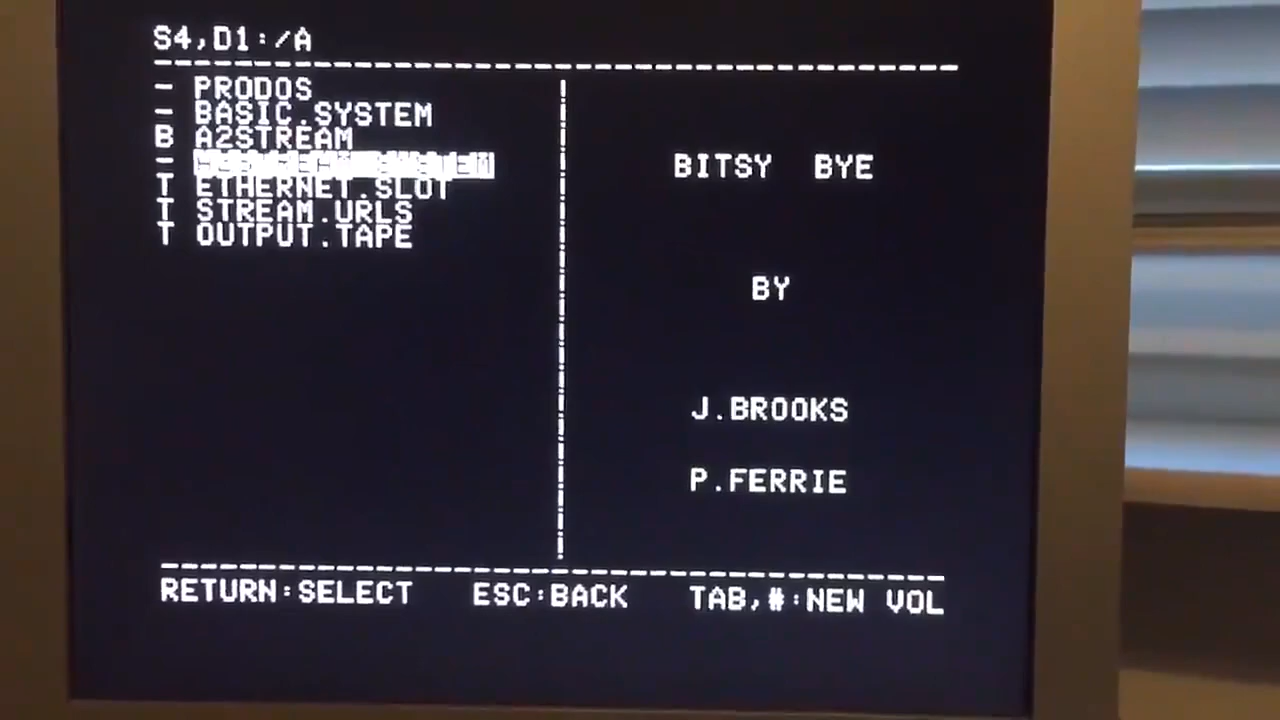 S4,D1:/A
- PRODOS
- BASIC.SYSTEM
B A2STREAM
-
T ETHERNET.SLOT
T STREAM.URLS
T OUTPUT.TAPE
BITSY BYE
BY
J.BROOKS
P.FERRIE
RETURN:SELECT ESC:BACK TAB,#:NEW VOL